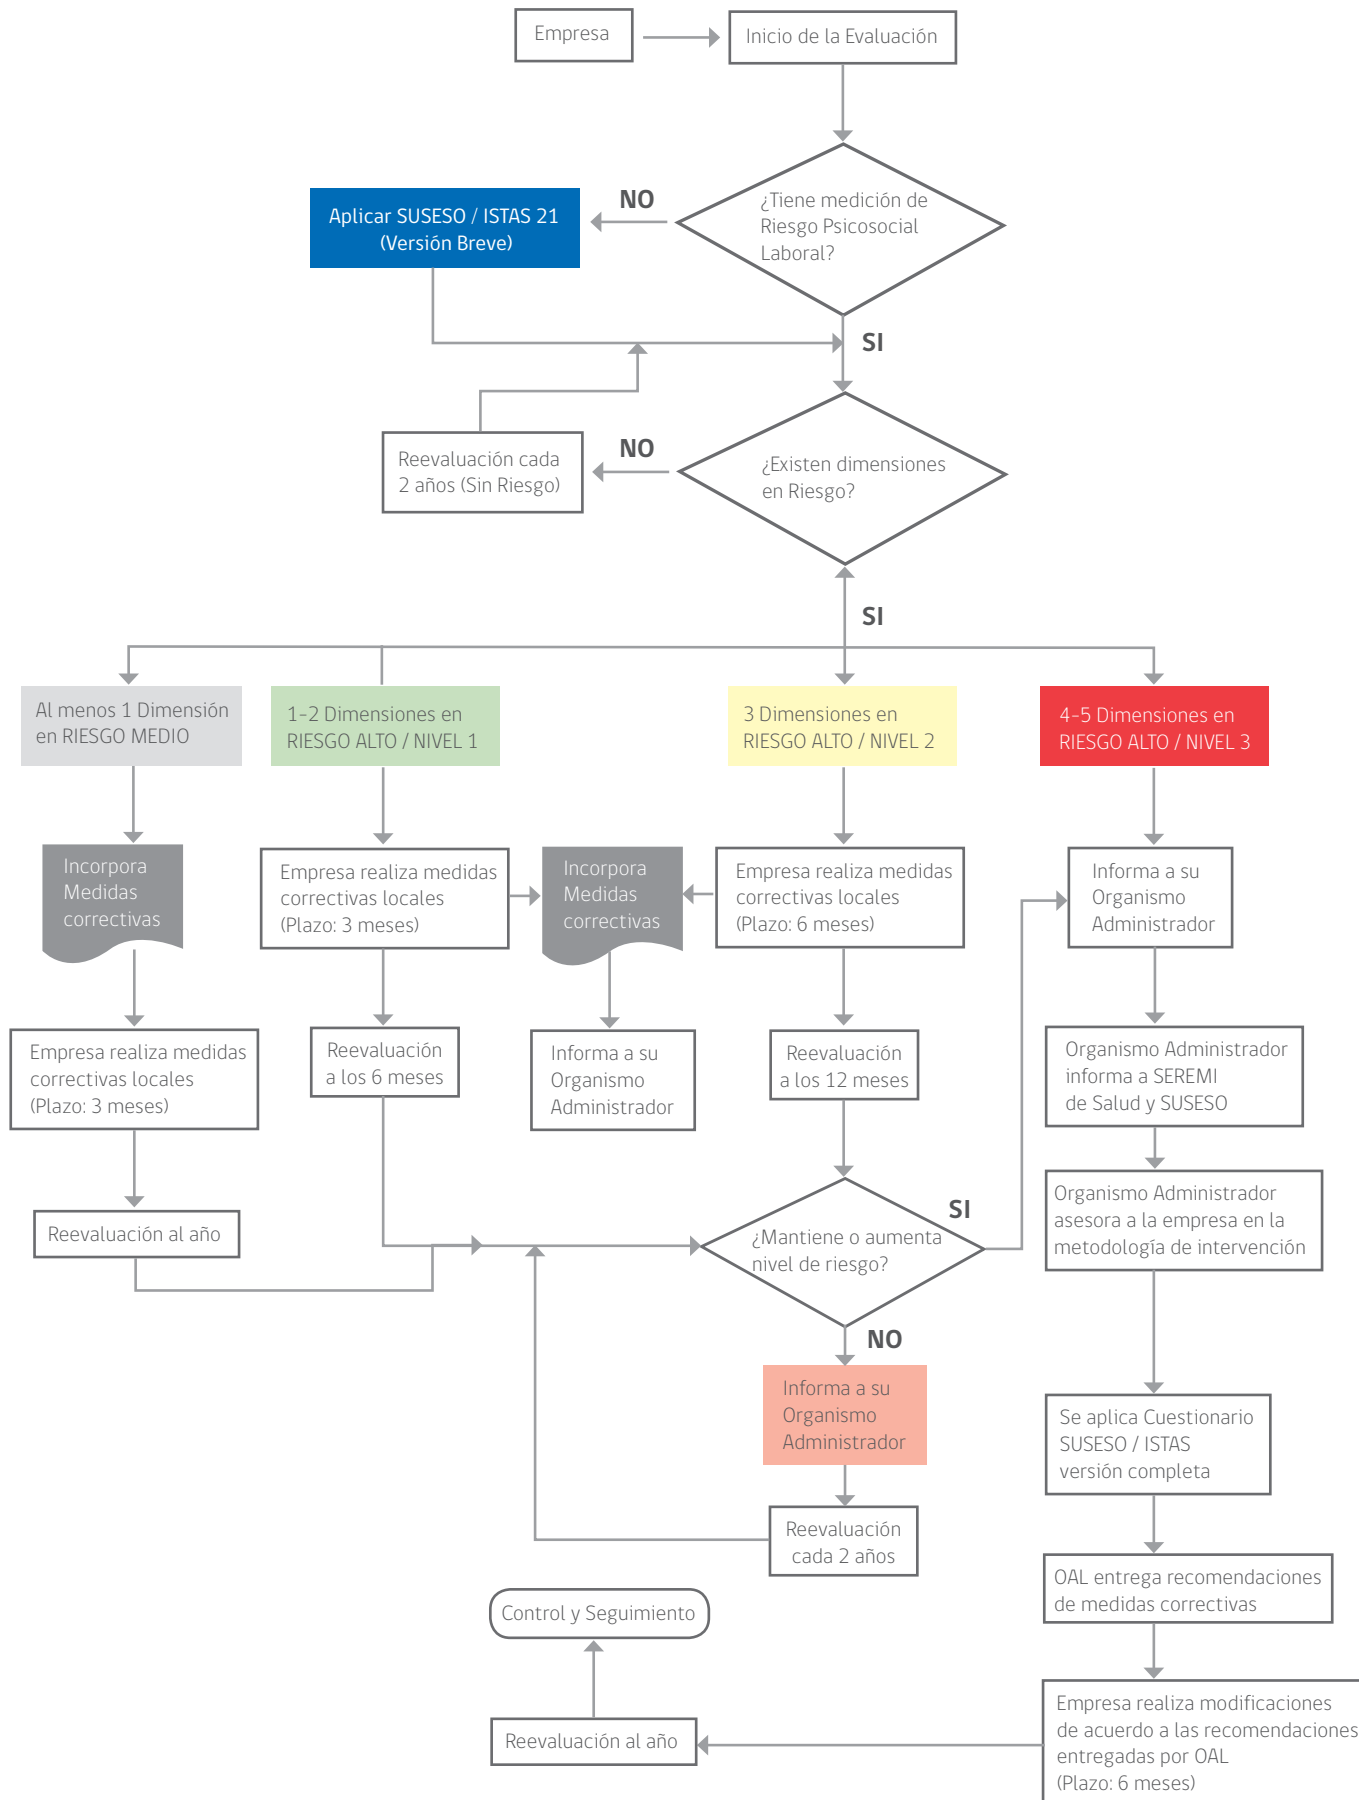 Empresa
Inicio de la Evaluación
¿Tiene medición de
Riesgo Psicosocial
Laboral?
NO
Aplicar SUSESO / ISTAS 21
(Versión Breve)
SI
¿Existen dimensiones
en Riesgo?
NO
Reevaluación cada
2 años (Sin Riesgo)
SI
Al menos 1 Dimensión
en RIESGO MEDIO
1-2 Dimensiones en
RIESGO ALTO / NIVEL 1
3 Dimensiones en
RIESGO ALTO / NIVEL 2
4-5 Dimensiones en
RIESGO ALTO / NIVEL 3
Incorpora
Medidas
correctivas
Empresa realiza medidas
correctivas locales
(Plazo: 3 meses)
Incorpora
Medidas
correctivas
Empresa realiza medidas
correctivas locales
(Plazo: 6 meses)
Informa a su
Organismo
Administrador
Empresa realiza medidas
correctivas locales
(Plazo: 3 meses)
Reevaluación
a los 6 meses
Informa a su
Organismo
Administrador
Reevaluación
a los 12 meses
Organismo Administrador
informa a SEREMI
de Salud y SUSESO
Reevaluación al año
¿Mantiene o aumenta
nivel de riesgo?
SI
Organismo Administrador
asesora a la empresa en la
metodología de intervención
NO
Informa a su
Organismo
Administrador
Se aplica Cuestionario
SUSESO / ISTAS
versión completa
Reevaluación
cada 2 años
OAL entrega recomendaciones
de medidas correctivas
Control y Seguimiento
Reevaluación al año
Empresa realiza modificaciones
de acuerdo a las recomendaciones
entregadas por OAL
(Plazo: 6 meses)